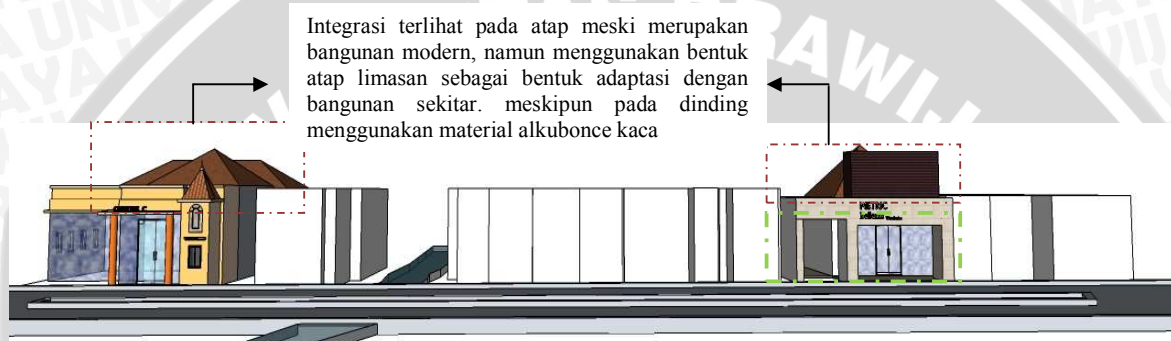 Integrasi terlihat pada atap meski merupakan
bangunan modern, namun menggunakan bentuk
atap limasan sebagai bentuk adaptasi dengan
bangunan sekitar. meskipun pada dinding
menggunakan material alkubonce kaca